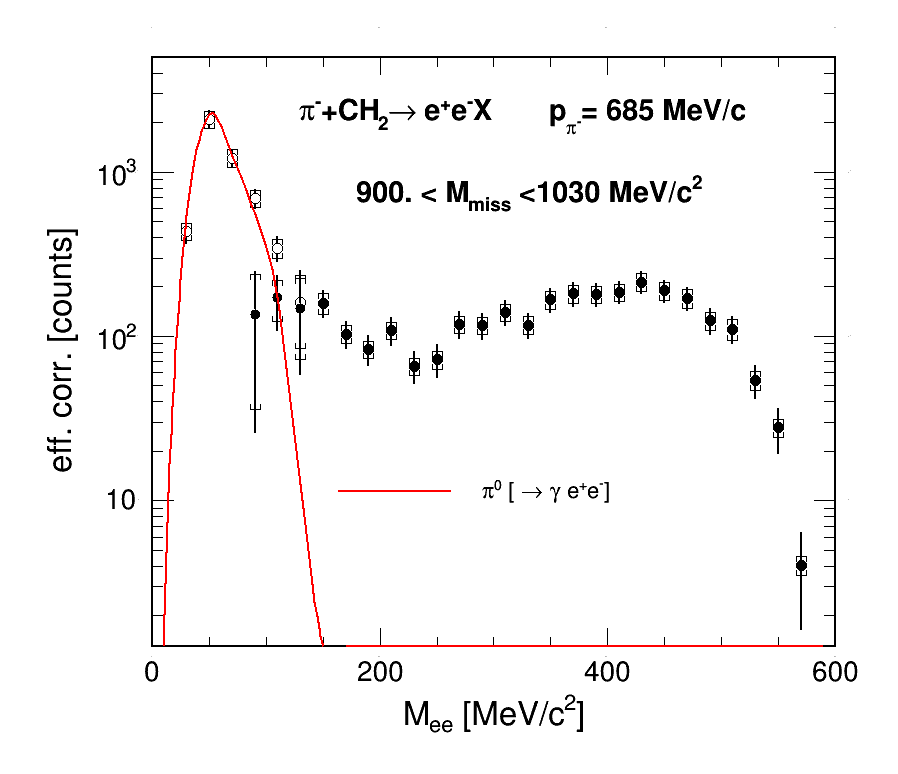 π⁻+CH₂→ e⁺e⁻X p_π⁻= 685 MeV/c
900. < M_miss <1030 MeV/c²
10³
10²
10
eff. corr. [counts]
π⁰ [ → γ e⁺e⁻]
0 200 400 600
M_ee [MeV/c²]